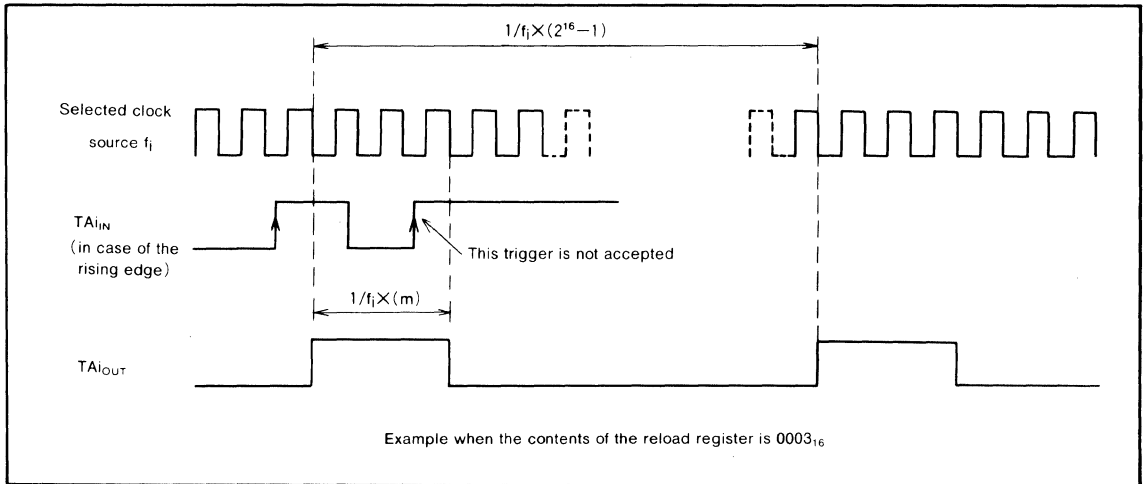 1/fᵢ×(2¹⁶−1)
Selected clock
source fᵢ
TAiIN
(in case of the
rising edge)
This trigger is not accepted
1/fᵢ×(m)
TAiOUT
Example when the contents of the reload register is 0003₁₆